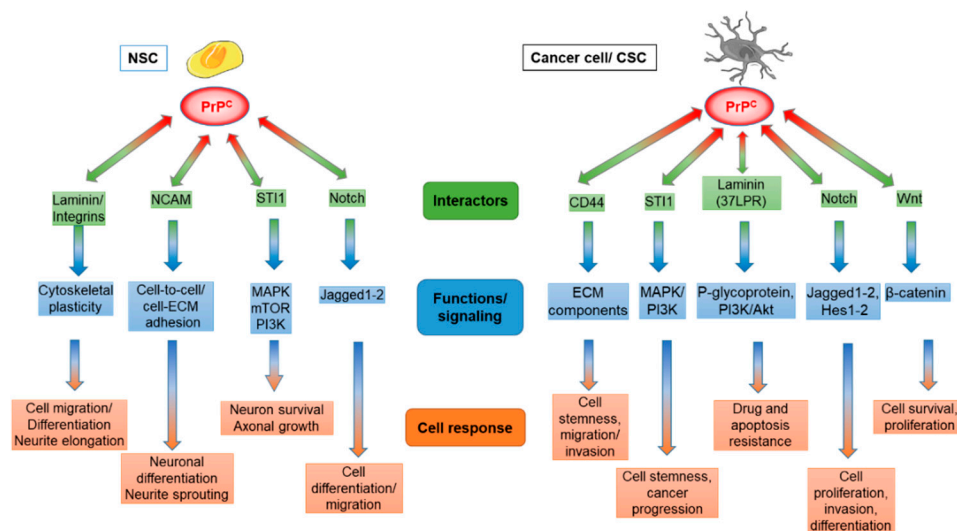 NSC
Cancer cell/ CSC
PrPᶜ
PrPᶜ
Laminin/
Integrins
NCAM
STI1
Notch
Interactors
CD44
STI1
Laminin
(37LPR)
Notch
Wnt
Cytoskeletal
plasticity
Cell-to-cell/
cell-ECM
adhesion
MAPK
mTOR
PI3K
Jagged1-2
Functions/
signaling
ECM
components
MAPK/
PI3K
P-glycoprotein,
PI3K/Akt
Jagged1-2,
Hes1-2
β-catenin
Cell migration/
Differentiation
Neurite elongation
Neuronal
differentiation
Neurite sprouting
Neuron survival
Axonal growth
Cell
differentiation/
migration
Cell response
Cell
stemness,
migration/
invasion
Cell stemness,
cancer
progression
Drug and
apoptosis
resistance
Cell
proliferation,
invasion,
differentiation
Cell survival,
proliferation